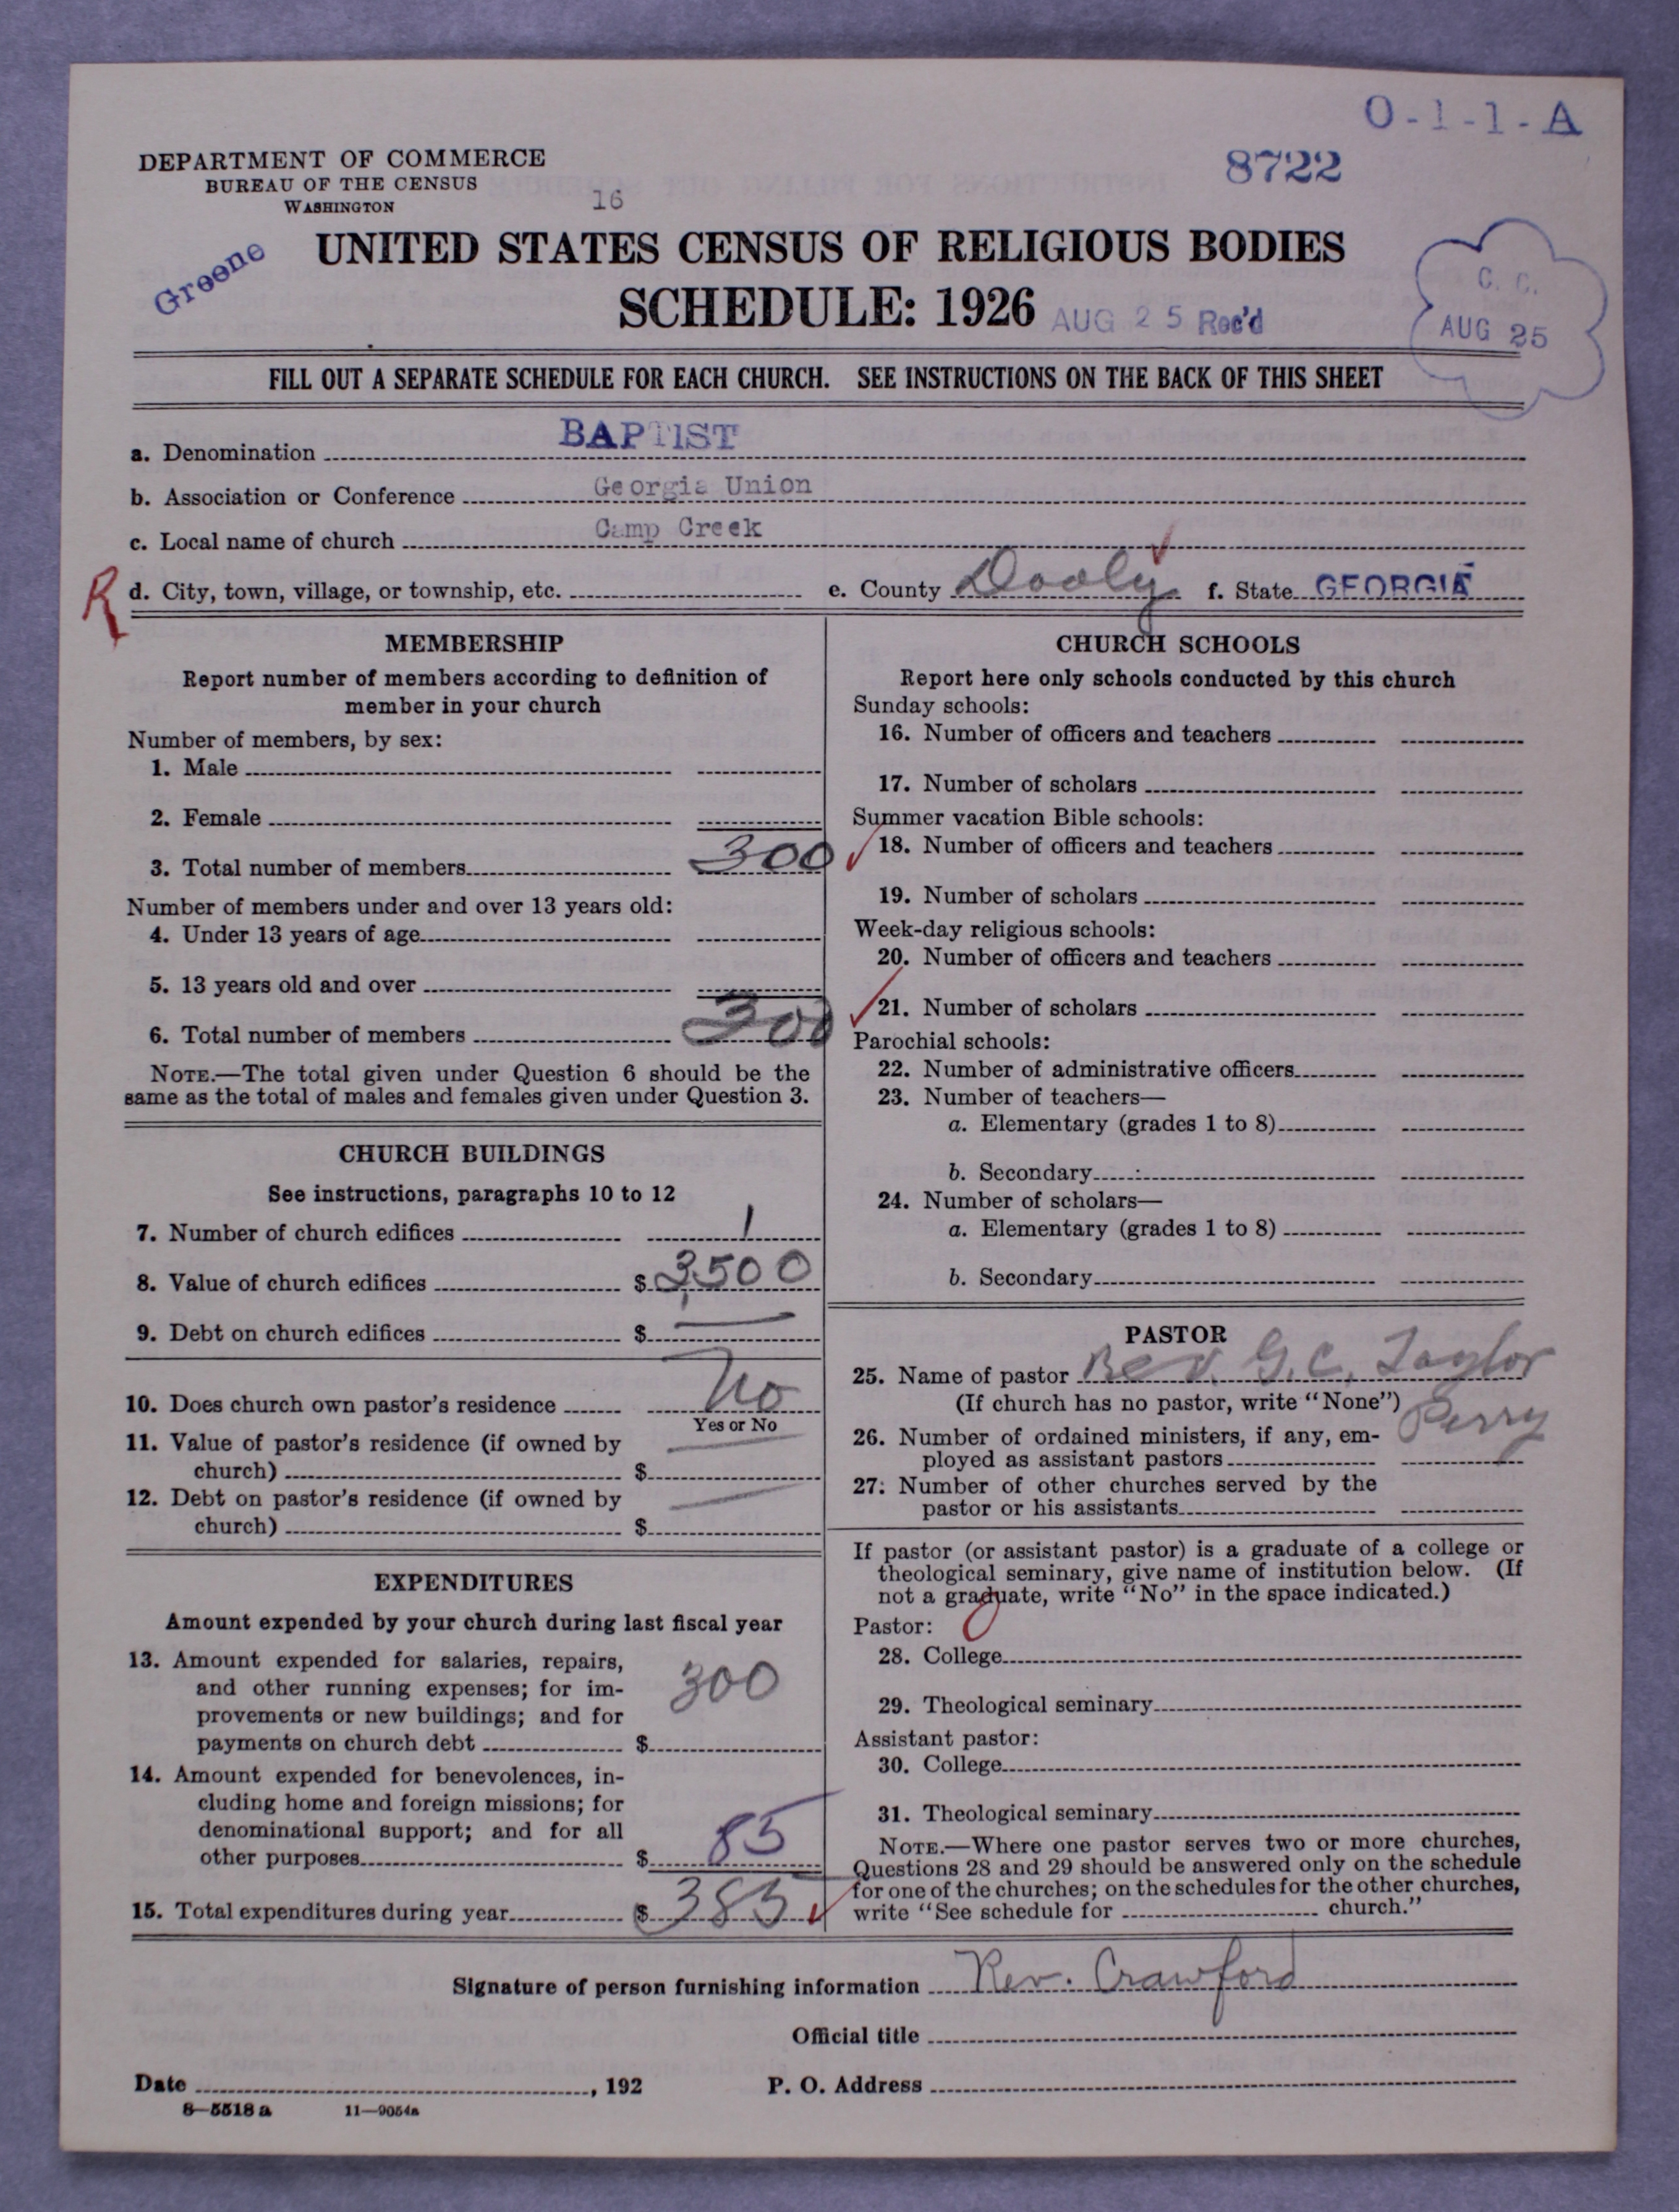 O-1-1-A
DEPARTMENT OF COMMERCE
BUREAU OF THE CENSUS
WASHINGTON
16
8722
Greene
UNITED STATES CENSUS OF RELIGIOUS BODIES
SCHEDULE: 1926
AUG 25 Rec'd
C. C.
AUG 25
FILL OUT A SEPARATE SCHEDULE FOR EACH CHURCH. SEE INSTRUCTIONS ON THE BACK OF THIS SHEET
a. Denomination BAPTIST
b. Association or Conference Georgia Union
c. Local name of church Camp Creek
R d. City, town, village, or township, etc. e. County Dooly f. State GEORGIA
MEMBERSHIP
Report number of members according to definition of
member in your church
Number of members, by sex:
1. Male
2. Female
3. Total number of members 300
Number of members under and over 13 years old:
4. Under 13 years of age
5. 13 years old and over
6. Total number of members 300
NOTE.—The total given under Question 6 should be the
same as the total of males and females given under Question 3.
CHURCH BUILDINGS
See instructions, paragraphs 10 to 12
7. Number of church edifices 1
8. Value of church edifices $ 3,500
9. Debt on church edifices $ —
10. Does church own pastor's residence No
Yes or No
11. Value of pastor's residence (if owned by
church) $ —
12. Debt on pastor's residence (if owned by
church) $ —
EXPENDITURES
Amount expended by your church during last fiscal year
13. Amount expended for salaries, repairs,
and other running expenses; for im-
provements or new buildings; and for
payments on church debt $ 300
14. Amount expended for benevolences, in-
cluding home and foreign missions; for
denominational support; and for all
other purposes $ 85
15. Total expenditures during year $ 385
CHURCH SCHOOLS
Report here only schools conducted by this church
Sunday schools:
16. Number of officers and teachers
17. Number of scholars
Summer vacation Bible schools:
18. Number of officers and teachers
19. Number of scholars
Week-day religious schools:
20. Number of officers and teachers
21. Number of scholars
Parochial schools:
22. Number of administrative officers
23. Number of teachers—
a. Elementary (grades 1 to 8)
b. Secondary
24. Number of scholars—
a. Elementary (grades 1 to 8)
b. Secondary
PASTOR
25. Name of pastor Rev. G. C. Taylor
(If church has no pastor, write "None") Perry
26. Number of ordained ministers, if any, em-
ployed as assistant pastors
27. Number of other churches served by the
pastor or his assistants
If pastor (or assistant pastor) is a graduate of a college or
theological seminary, give name of institution below. (If
not a graduate, write "No" in the space indicated.)
Pastor:
28. College
29. Theological seminary
Assistant pastor:
30. College
31. Theological seminary
NOTE.—Where one pastor serves two or more churches,
Questions 28 and 29 should be answered only on the schedule
for one of the churches; on the schedules for the other churches,
write "See schedule for church."
Signature of person furnishing information Rev. Crawford
Official title
Date , 192 P. O. Address
8—5518 a 11—9054a